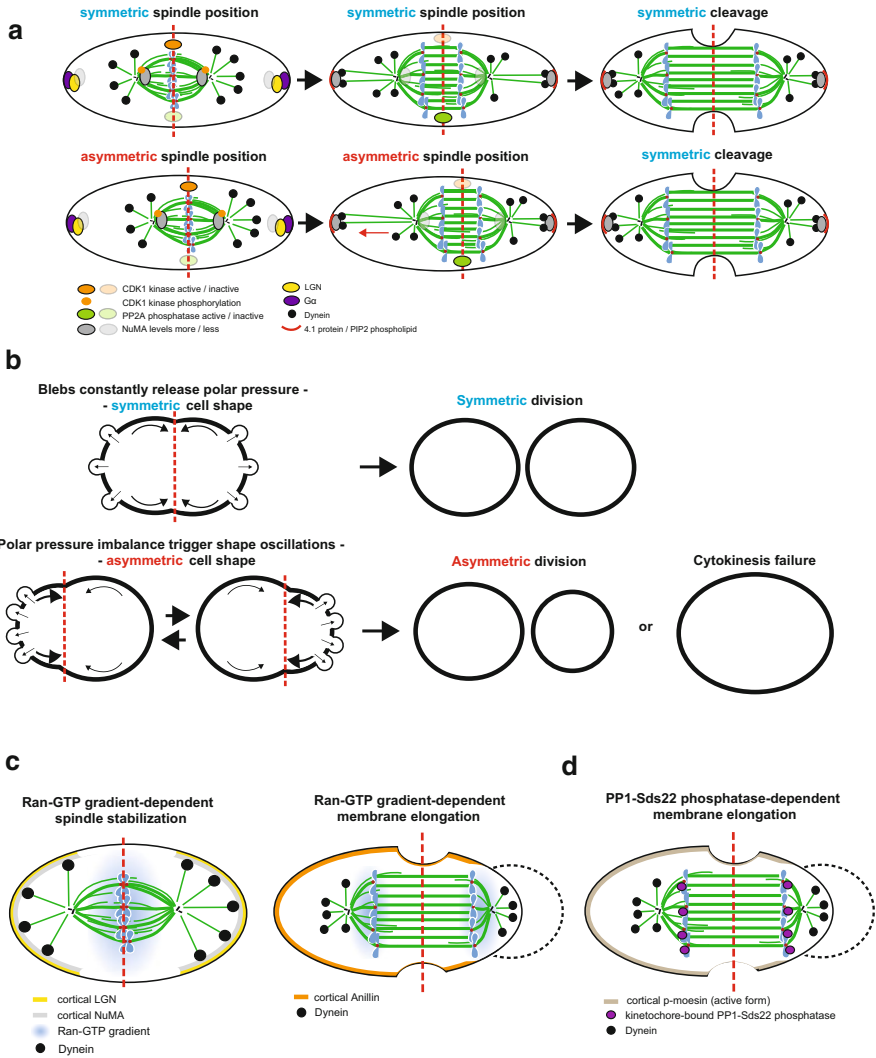 a
symmetric spindle position
symmetric spindle position
symmetric cleavage
asymmetric spindle position
asymmetric spindle position
symmetric cleavage
CDK1 kinase active / inactive
CDK1 kinase phosphorylation
PP2A phosphatase active / inactive
NuMA levels more / less
LGN
Gα
Dynein
4.1 protein / PIP2 phospholipid
b
Blebs constantly release polar pressure -
- symmetric cell shape
Symmetric division
Polar pressure imbalance trigger shape oscillations -
- asymmetric cell shape
Asymmetric division
Cytokinesis failure
or
c
Ran-GTP gradient-dependent
spindle stabilization
Ran-GTP gradient-dependent
membrane elongation
cortical LGN
cortical NuMA
Ran-GTP gradient
Dynein
cortical Anillin
Dynein
d
PP1-Sds22 phosphatase-dependent
membrane elongation
cortical p-moesin (active form)
kinetochore-bound PP1-Sds22 phosphatase
Dynein